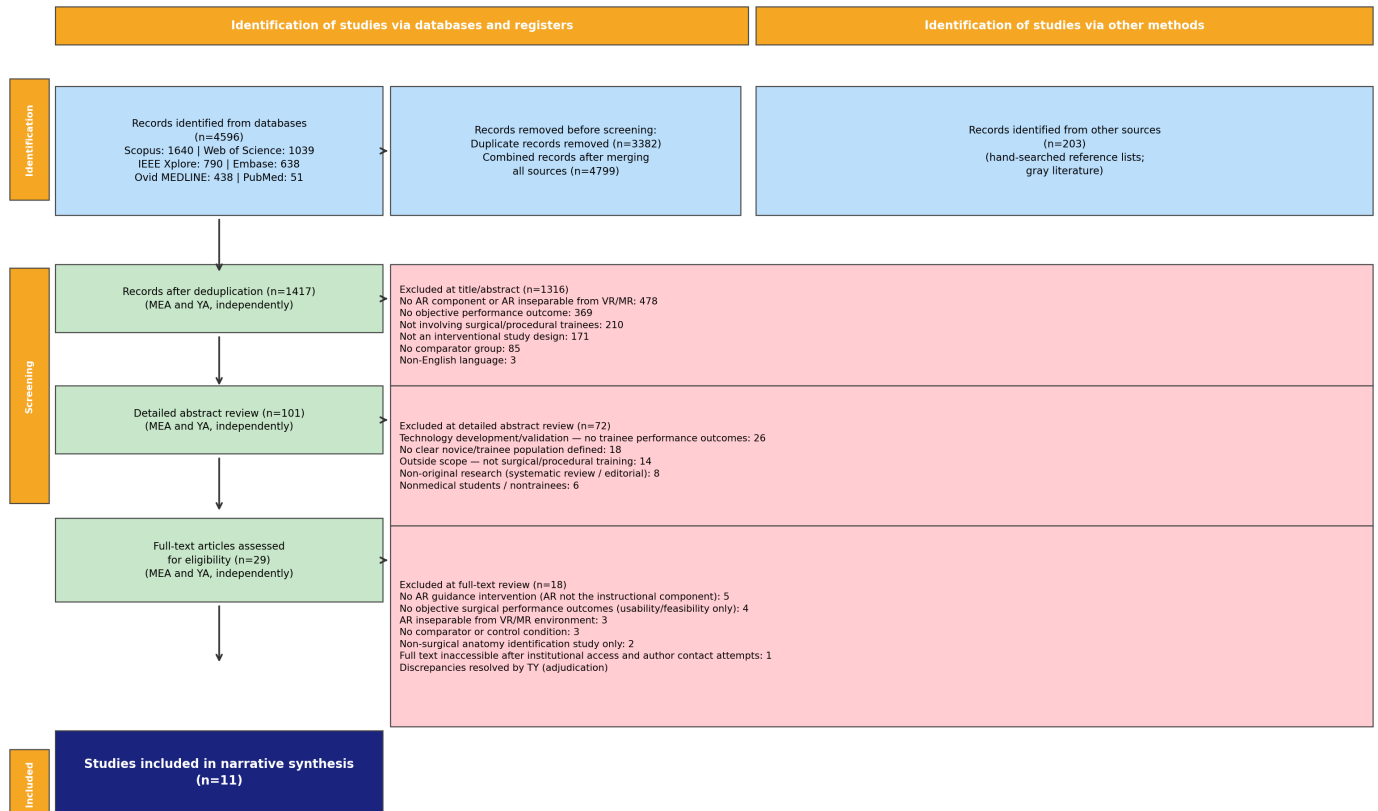 Identification of studies via databases and registers
Identification of studies via other methods
Identification
Records identified from databases
(n=4596)
Scopus: 1640 | Web of Science: 1039
IEEE Xplore: 790 | Embase: 638
Ovid MEDLINE: 438 | PubMed: 51
Records removed before screening:
Duplicate records removed (n=3382)
Combined records after merging
all sources (n=4799)
Records identified from other sources
(n=203)
(hand-searched reference lists;
gray literature)
Screening
Records after deduplication (n=1417)
(MEA and YA, independently)
Excluded at title/abstract (n=1316)
No AR component or AR inseparable from VR/MR: 478
No objective performance outcome: 369
Not involving surgical/procedural trainees: 210
Not an interventional study design: 171
No comparator group: 85
Non-English language: 3
Detailed abstract review (n=101)
(MEA and YA, independently)
Excluded at detailed abstract review (n=72)
Technology development/validation — no trainee performance outcomes: 26
No clear novice/trainee population defined: 18
Outside scope — not surgical/procedural training: 14
Non-original research (systematic review / editorial): 8
Nonmedical students / nontrainees: 6
Full-text articles assessed
for eligibility (n=29)
(MEA and YA, independently)
Excluded at full-text review (n=18)
No AR guidance intervention (AR not the instructional component): 5
No objective surgical performance outcomes (usability/feasibility only): 4
AR inseparable from VR/MR environment: 3
No comparator or control condition: 3
Non-surgical anatomy identification study only: 2
Full text inaccessible after institutional access and author contact attempts: 1
Discrepancies resolved by TY (adjudication)
Included
Studies included in narrative synthesis
(n=11)